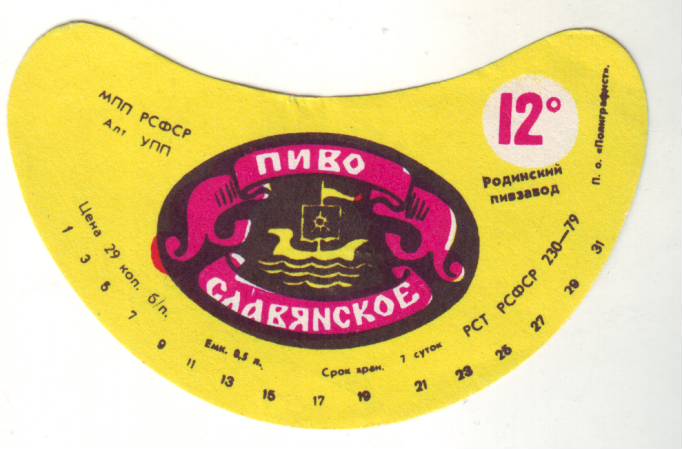 МПП РСФСР
Алт УПП
ПИВО
СЛАВЯНСКОЕ
12°
Родинский
пивзавод
П. о. «Полиграфист».
Цена 29 коп. б/п.
Емк. 0,5 л.
Срок хран. 7 суток
РСТ РСФСР 230—79
1 3 5 7 9 11 13 15 17 19 21 23 25 27 29 31